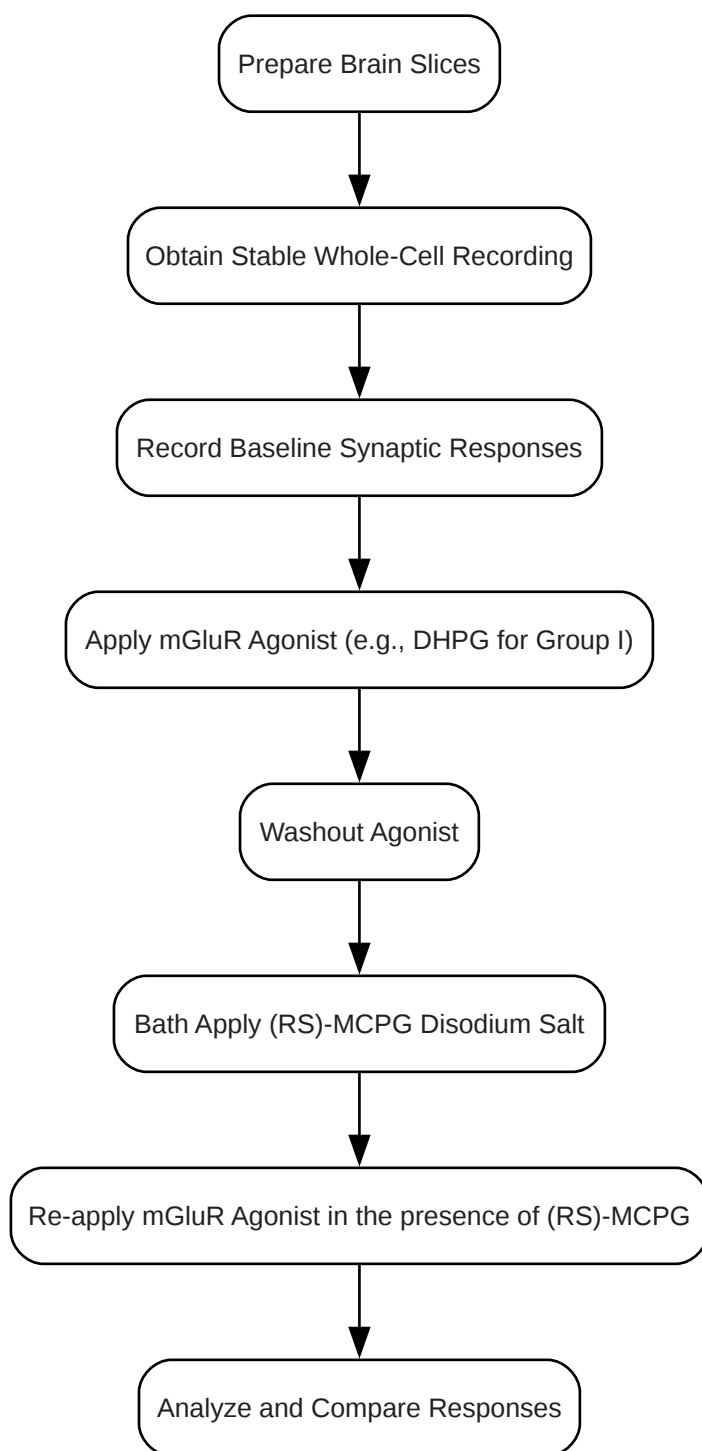 Prepare Brain Slices
Obtain Stable Whole-Cell Recording
Record Baseline Synaptic Responses
Apply mGluR Agonist (e.g., DHPG for Group I)
Washout Agonist
Bath Apply (RS)-MCPG Disodium Salt
Re-apply mGluR Agonist in the presence of (RS)-MCPG
Analyze and Compare Responses